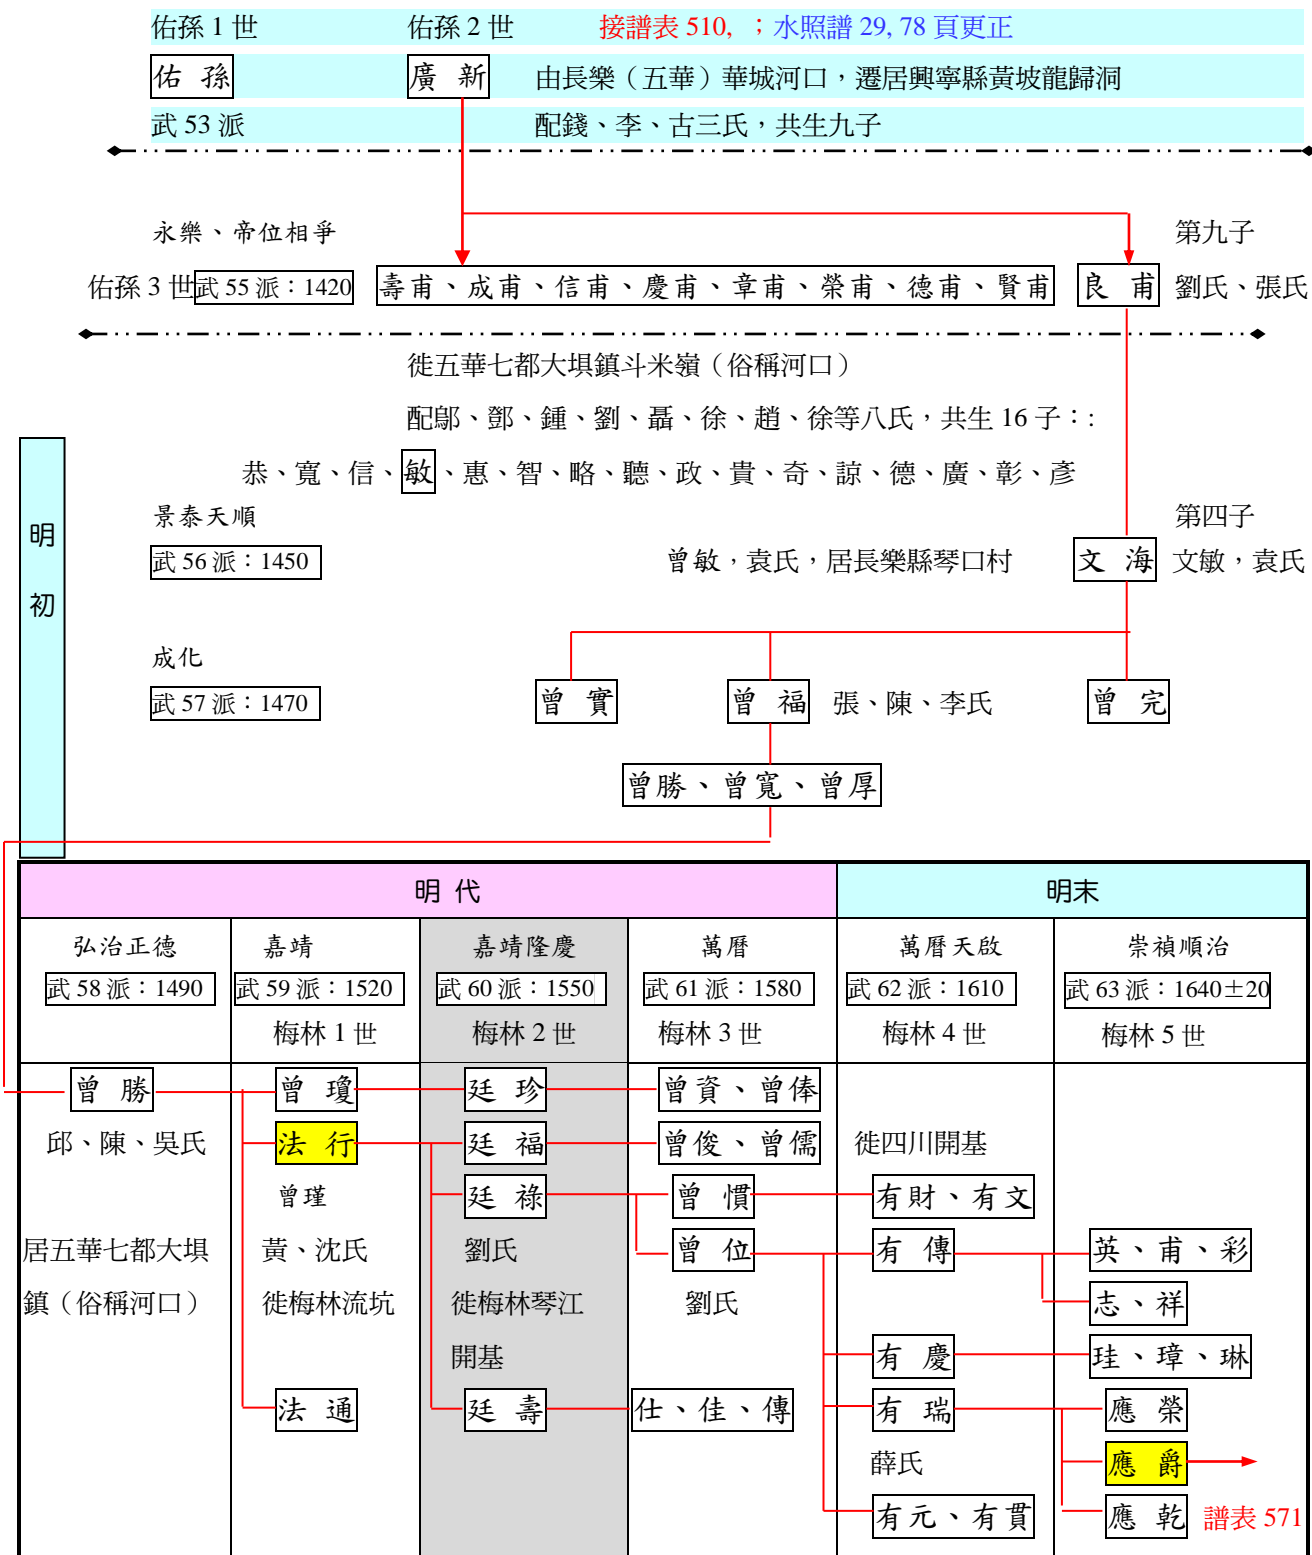 佑孫 1 世 佑孫 2 世 接譜表 510, ；水照譜 29, 78 頁更正
佑 孫 廣 新 由長樂（五華）華城河口，遷居興寧縣黃坡龍歸洞
武 53 派 配錢、李、古三氏，共生九子
永樂、帝位相爭 第九子
佑孫 3 世 武 55 派：1420 壽甫、成甫、信甫、慶甫、章甫、榮甫、德甫、賢甫 良 甫 劉氏、張氏
徙五華七都大埧鎮斗米嶺（俗稱河口）
配鄔、鄧、鍾、劉、聶、徐、趙、徐等八氏，共生 16 子：:
恭、寬、信、敏、惠、智、略、聽、政、貴、奇、諒、德、廣、彰、彥
明初
景泰天順 第四子
武 56 派：1450 曾敏，袁氏，居長樂縣琴口村 文 海 文敏，袁氏
成化
武 57 派：1470 曾 實 曾 福 張、陳、李氏 曾 完
曾勝、曾寬、曾厚
明 代 明末
弘治正德 嘉靖 嘉靖隆慶 萬曆 萬曆天啟 崇禎順治
武 58 派：1490 武 59 派：1520 武 60 派：1550 武 61 派：1580 武 62 派：1610 武 63 派：1640±20
梅林 1 世 梅林 2 世 梅林 3 世 梅林 4 世 梅林 5 世
曾 勝 曾 瓊 廷 珍 曾資、曾俸
邱、陳、吳氏 法 行 廷 福 曾俊、曾儒 徙四川開基
曾瑾 廷 祿 曾 慣 有財、有文
居五華七都大埧 黃、沈氏 劉氏 曾 位 有 傳 英、甫、彩
鎮（俗稱河口） 徙梅林流坑 徙梅林琴江 劉氏 志、祥
開基 有 慶 珪、璋、琳
法 通 廷 壽 仕、佳、傳 有 瑞 應 榮
薛氏 應 爵
有元、有貫 應 乾 譜表 571